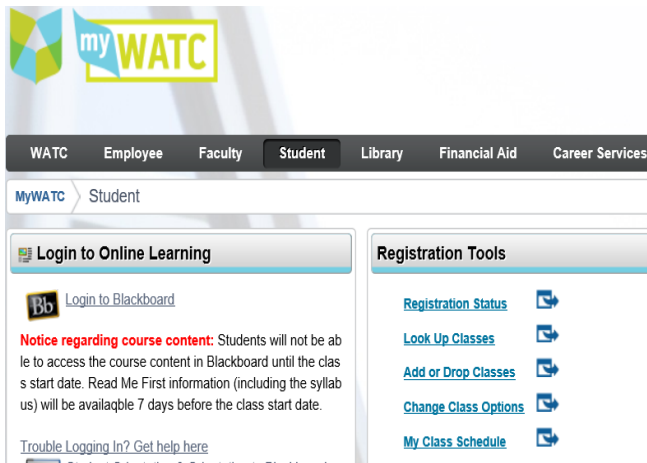 my WATC
WATC Employee Faculty Student Library Financial Aid Career Services
MyWATC Student
Login to Online Learning
Bb Login to Blackboard
Notice regarding course content: Students will not be ab
le to access the course content in Blackboard until the clas
s start date. Read Me First information (including the syllab
us) will be availaqble 7 days before the class start date.
Trouble Logging In? Get help here
Registration Tools
Registration Status
Look Up Classes
Add or Drop Classes
Change Class Options
My Class Schedule